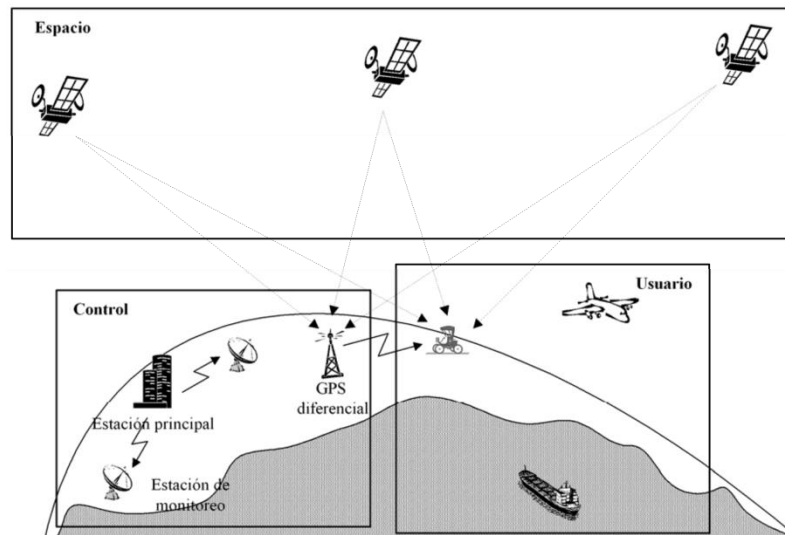 Espacio
Control
Usuario
GPS
diferencial
Estación principal
Estación de
monitoreo